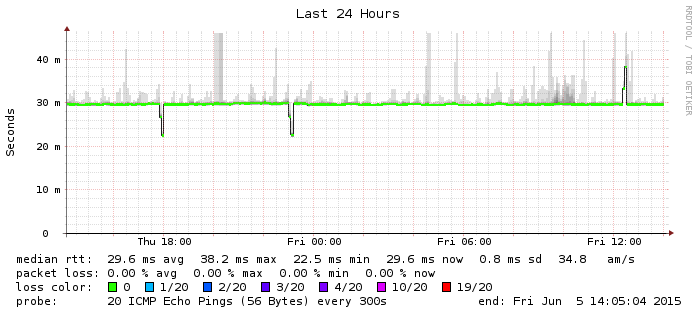 Last 24 Hours
RRDTOOL / TOBI OETIKER
Seconds
40 m
30 m
20 m
10 m
0
Thu 18:00 Fri 00:00 Fri 06:00 Fri 12:00
median rtt: 29.6 ms avg 38.2 ms max 22.5 ms min 29.6 ms now 0.8 ms sd 34.8 am/s
packet loss: 0.00 % avg 0.00 % max 0.00 % min 0.00 % now
loss color: 0 1/20 2/20 3/20 4/20 10/20 19/20
probe: 20 ICMP Echo Pings (56 Bytes) every 300s end: Fri Jun 5 14:05:04 2015